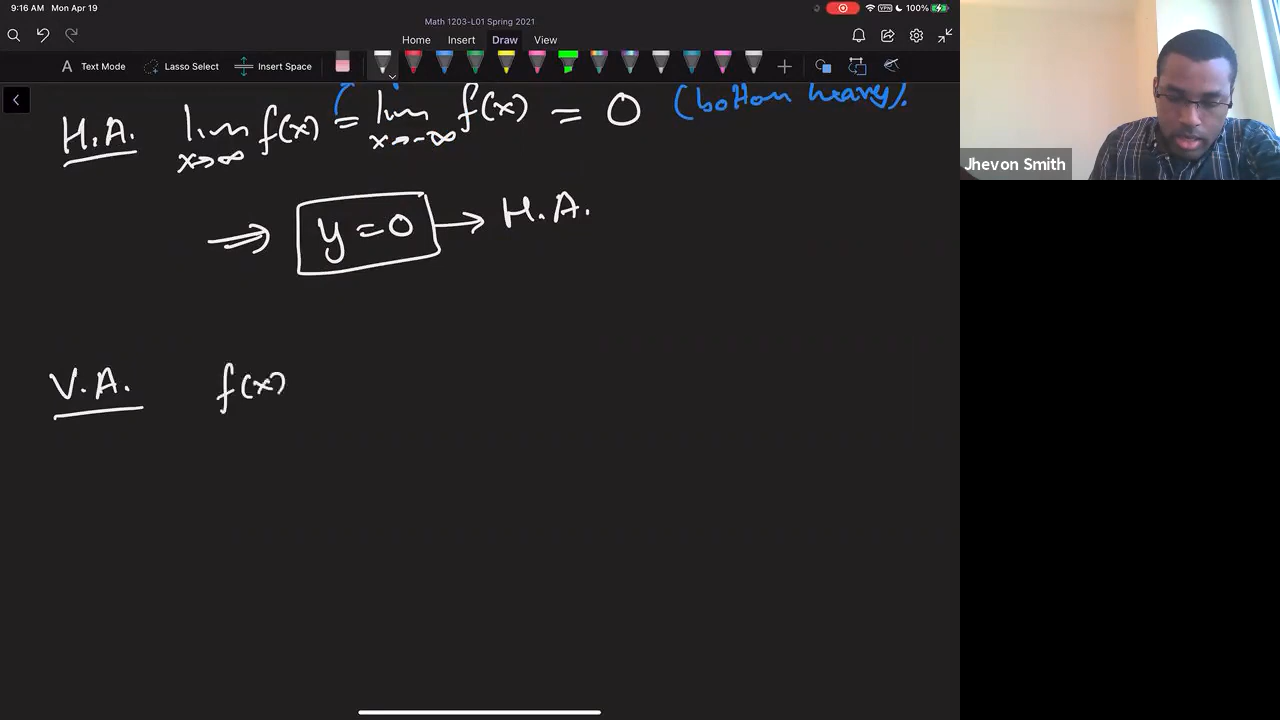 9:16 AM Mon Apr 19
VPN 100%
Math 1203-L01 Spring 2021
Home Insert Draw View
A Text Mode Lasso Select Insert Space
H.A. lim x→∞ f(x) = lim x→-∞ f(x) = 0 (bottom heavy).
⇒ y = 0 → H.A.
V.A. f(x)
Jhevon Smith